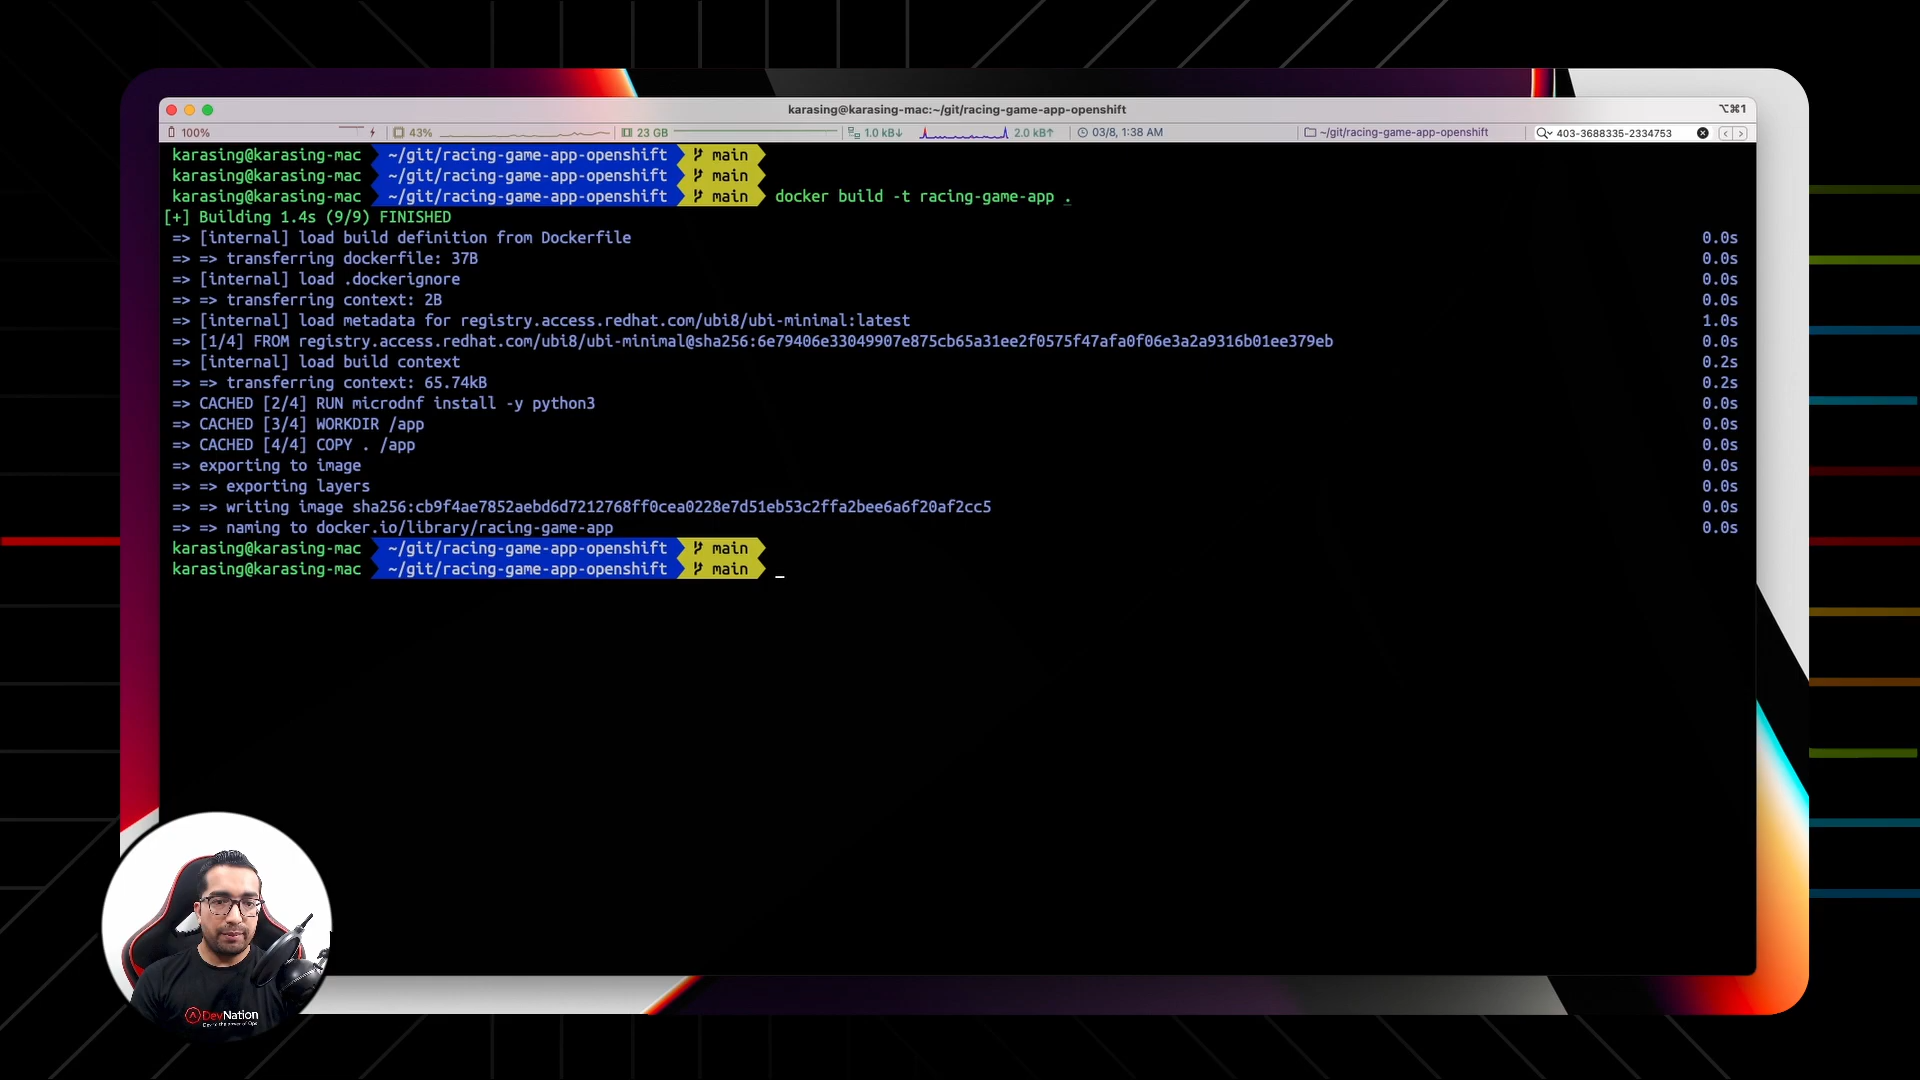 karasing@karasing-mac:~/git/racing-game-app-openshift
⌥⌘1
100%
43%
23 GB
1.0 kB↓
2.0 kB↑
03/8, 1:38 AM
~/git/racing-game-app-openshift
403-3688335-2334753
karasing@karasing-mac ~/git/racing-game-app-openshift main
karasing@karasing-mac ~/git/racing-game-app-openshift main
karasing@karasing-mac ~/git/racing-game-app-openshift main docker build -t racing-game-app .
[+] Building 1.4s (9/9) FINISHED
=> [internal] load build definition from Dockerfile 0.0s
=> => transferring dockerfile: 37B 0.0s
=> [internal] load .dockerignore 0.0s
=> => transferring context: 2B 0.0s
=> [internal] load metadata for registry.access.redhat.com/ubi8/ubi-minimal:latest 1.0s
=> [1/4] FROM registry.access.redhat.com/ubi8/ubi-minimal@sha256:6e79406e33049907e875cb65a31ee2f0575f47afa0f06e3a2a9316b01ee379eb 0.0s
=> [internal] load build context 0.2s
=> => transferring context: 65.74kB 0.2s
=> CACHED [2/4] RUN microdnf install -y python3 0.0s
=> CACHED [3/4] WORKDIR /app 0.0s
=> CACHED [4/4] COPY . /app 0.0s
=> exporting to image 0.0s
=> => exporting layers 0.0s
=> => writing image sha256:cb9f4ae7852aebd6d7212768ff0cea0228e7d51eb53c2ffa2bee6a6f20af2cc5 0.0s
=> => naming to docker.io/library/racing-game-app 0.0s
karasing@karasing-mac ~/git/racing-game-app-openshift main
karasing@karasing-mac ~/git/racing-game-app-openshift main _
DevNation
Dev to the power of Ops